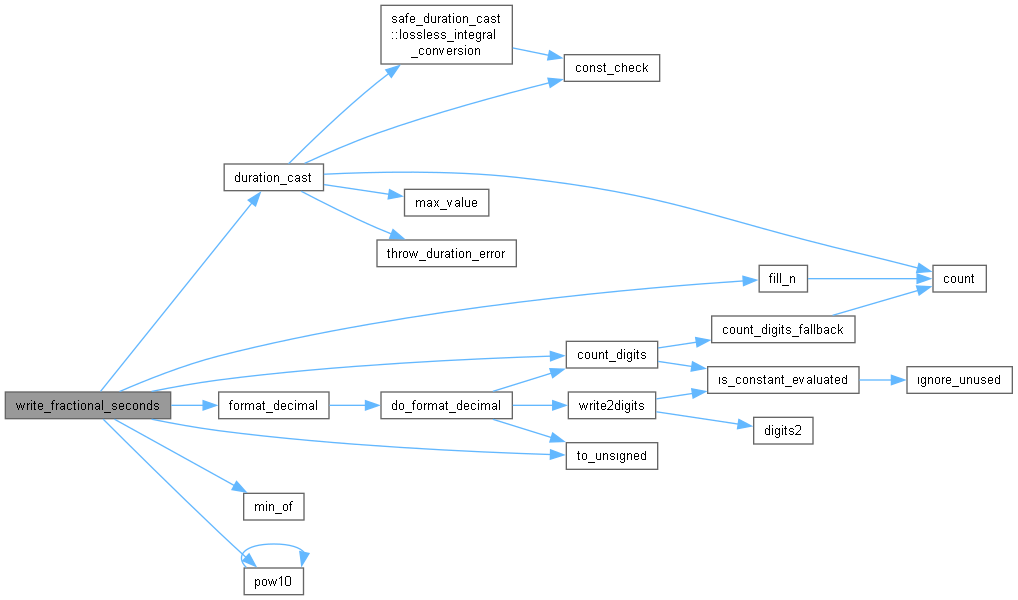 safe_duration_cast
::lossless_integral
_conversion
const_check
duration_cast
max_value
throw_duration_error
fill_n
count
count_digits_fallback
count_digits
is_constant_evaluated
ignore_unused
write_fractional_seconds
format_decimal
do_format_decimal
write2digits
digits2
to_unsigned
min_of
pow10